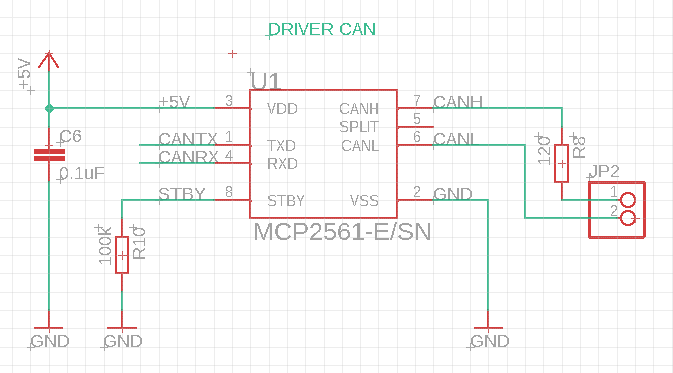 DRIVER CAN
+5V
U1
+5V
3
VDD
CANH
7
CANH
SPLIT
5
C6
CANTX
1
TXD
CANL
6
CANL
120
R8
CANRX
4
RXD
0.1uF
JP2
STBY
8
STBY
VSS
2
GND
1
2
MCP2561-E/SN
100k
R10
GND
GND
GND